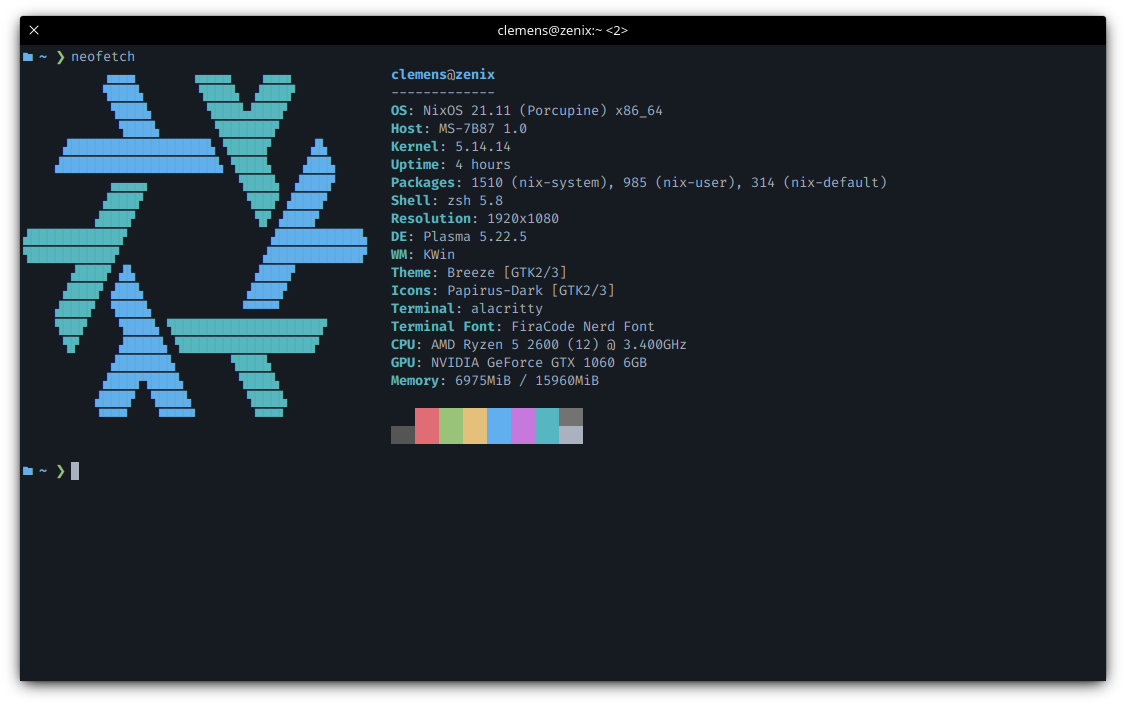 clemens@zenix:~ <2>
~ ❯ neofetch
clemens@zenix
-------------
OS: NixOS 21.11 (Porcupine) x86_64
Host: MS-7B87 1.0
Kernel: 5.14.14
Uptime: 4 hours
Packages: 1510 (nix-system), 985 (nix-user), 314 (nix-default)
Shell: zsh 5.8
Resolution: 1920x1080
DE: Plasma 5.22.5
WM: KWin
Theme: Breeze [GTK2/3]
Icons: Papirus-Dark [GTK2/3]
Terminal: alacritty
Terminal Font: FiraCode Nerd Font
CPU: AMD Ryzen 5 2600 (12) @ 3.400GHz
GPU: NVIDIA GeForce GTX 1060 6GB
Memory: 6975MiB / 15960MiB
~ ❯